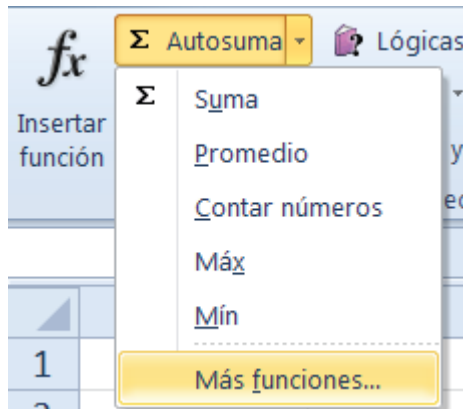 fx
Insertar
función
Σ Autosuma
Lógicas
Σ Suma
Promedio
Contar números
Máx
Mín
Más funciones...
y
1